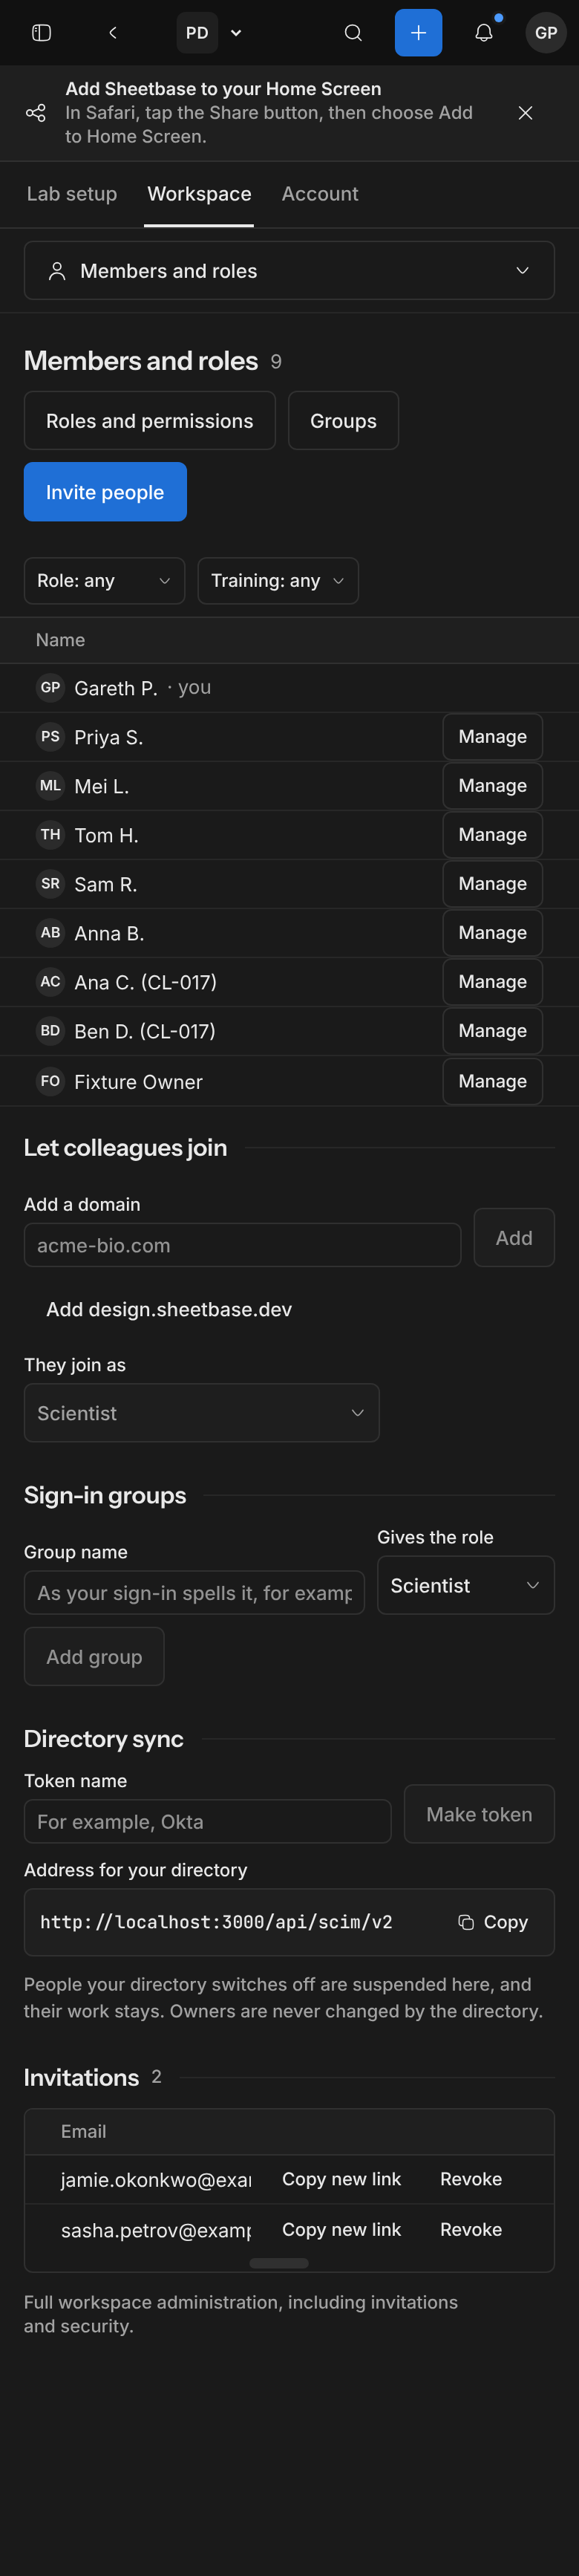 PD
GP
Add Sheetbase to your Home Screen
In Safari, tap the Share button, then choose Add
to Home Screen.
Lab setup Workspace Account
Members and roles
Members and roles 9
Roles and permissions Groups
Invite people
Role: any Training: any
Name
GP Gareth P. · you
PS Priya S. Manage
ML Mei L. Manage
TH Tom H. Manage
SR Sam R. Manage
AB Anna B. Manage
AC Ana C. (CL-017) Manage
BD Ben D. (CL-017) Manage
FO Fixture Owner Manage
Let colleagues join
Add a domain
acme-bio.com Add
Add design.sheetbase.dev
They join as
Scientist
Sign-in groups
Group name Gives the role
As your sign-in spells it, for examp Scientist
Add group
Directory sync
Token name
For example, Okta Make token
Address for your directory
http://localhost:3000/api/scim/v2 Copy
People your directory switches off are suspended here, and
their work stays. Owners are never changed by the directory.
Invitations 2
Email
jamie.okonkwo@exar Copy new link Revoke
sasha.petrov@examp Copy new link Revoke
Full workspace administration, including invitations
and security.